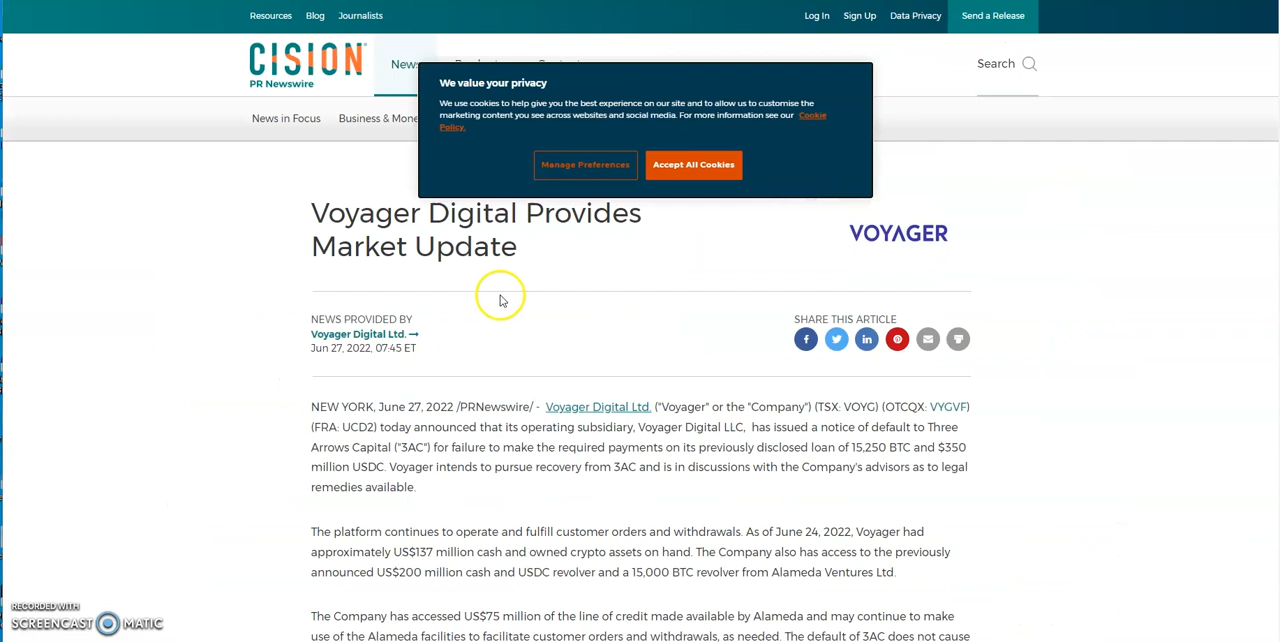 Resources Blog Journalists Log In Sign Up Data Privacy Send a Release
CISION
PR Newswire
News
Search
We value your privacy
We use cookies to help give you the best experience on our site and to allow us to customise the
marketing content you see across websites and social media. For more information see our Cookie
Policy.
Manage Preferences Accept All Cookies
News in Focus Business & Mone
Voyager Digital Provides
Market Update
VOYAGER
NEWS PROVIDED BY
Voyager Digital Ltd. →
Jun 27, 2022, 07:45 ET
SHARE THIS ARTICLE
NEW YORK, June 27, 2022 /PRNewswire/ - Voyager Digital Ltd. ("Voyager" or the "Company") (TSX: VOYG) (OTCQX: VYGVF)
(FRA: UCD2) today announced that its operating subsidiary, Voyager Digital LLC, has issued a notice of default to Three
Arrows Capital ("3AC") for failure to make the required payments on its previously disclosed loan of 15,250 BTC and $350
million USDC. Voyager intends to pursue recovery from 3AC and is in discussions with the Company's advisors as to legal
remedies available.
The platform continues to operate and fulfill customer orders and withdrawals. As of June 24, 2022, Voyager had
approximately US$137 million cash and owned crypto assets on hand. The Company also has access to the previously
announced US$200 million cash and USDC revolver and a 15,000 BTC revolver from Alameda Ventures Ltd.
The Company has accessed US$75 million of the line of credit made available by Alameda and may continue to make
use of the Alameda facilities to facilitate customer orders and withdrawals, as needed. The default of 3AC does not cause
RECORDED WITH
SCREENCAST MATIC